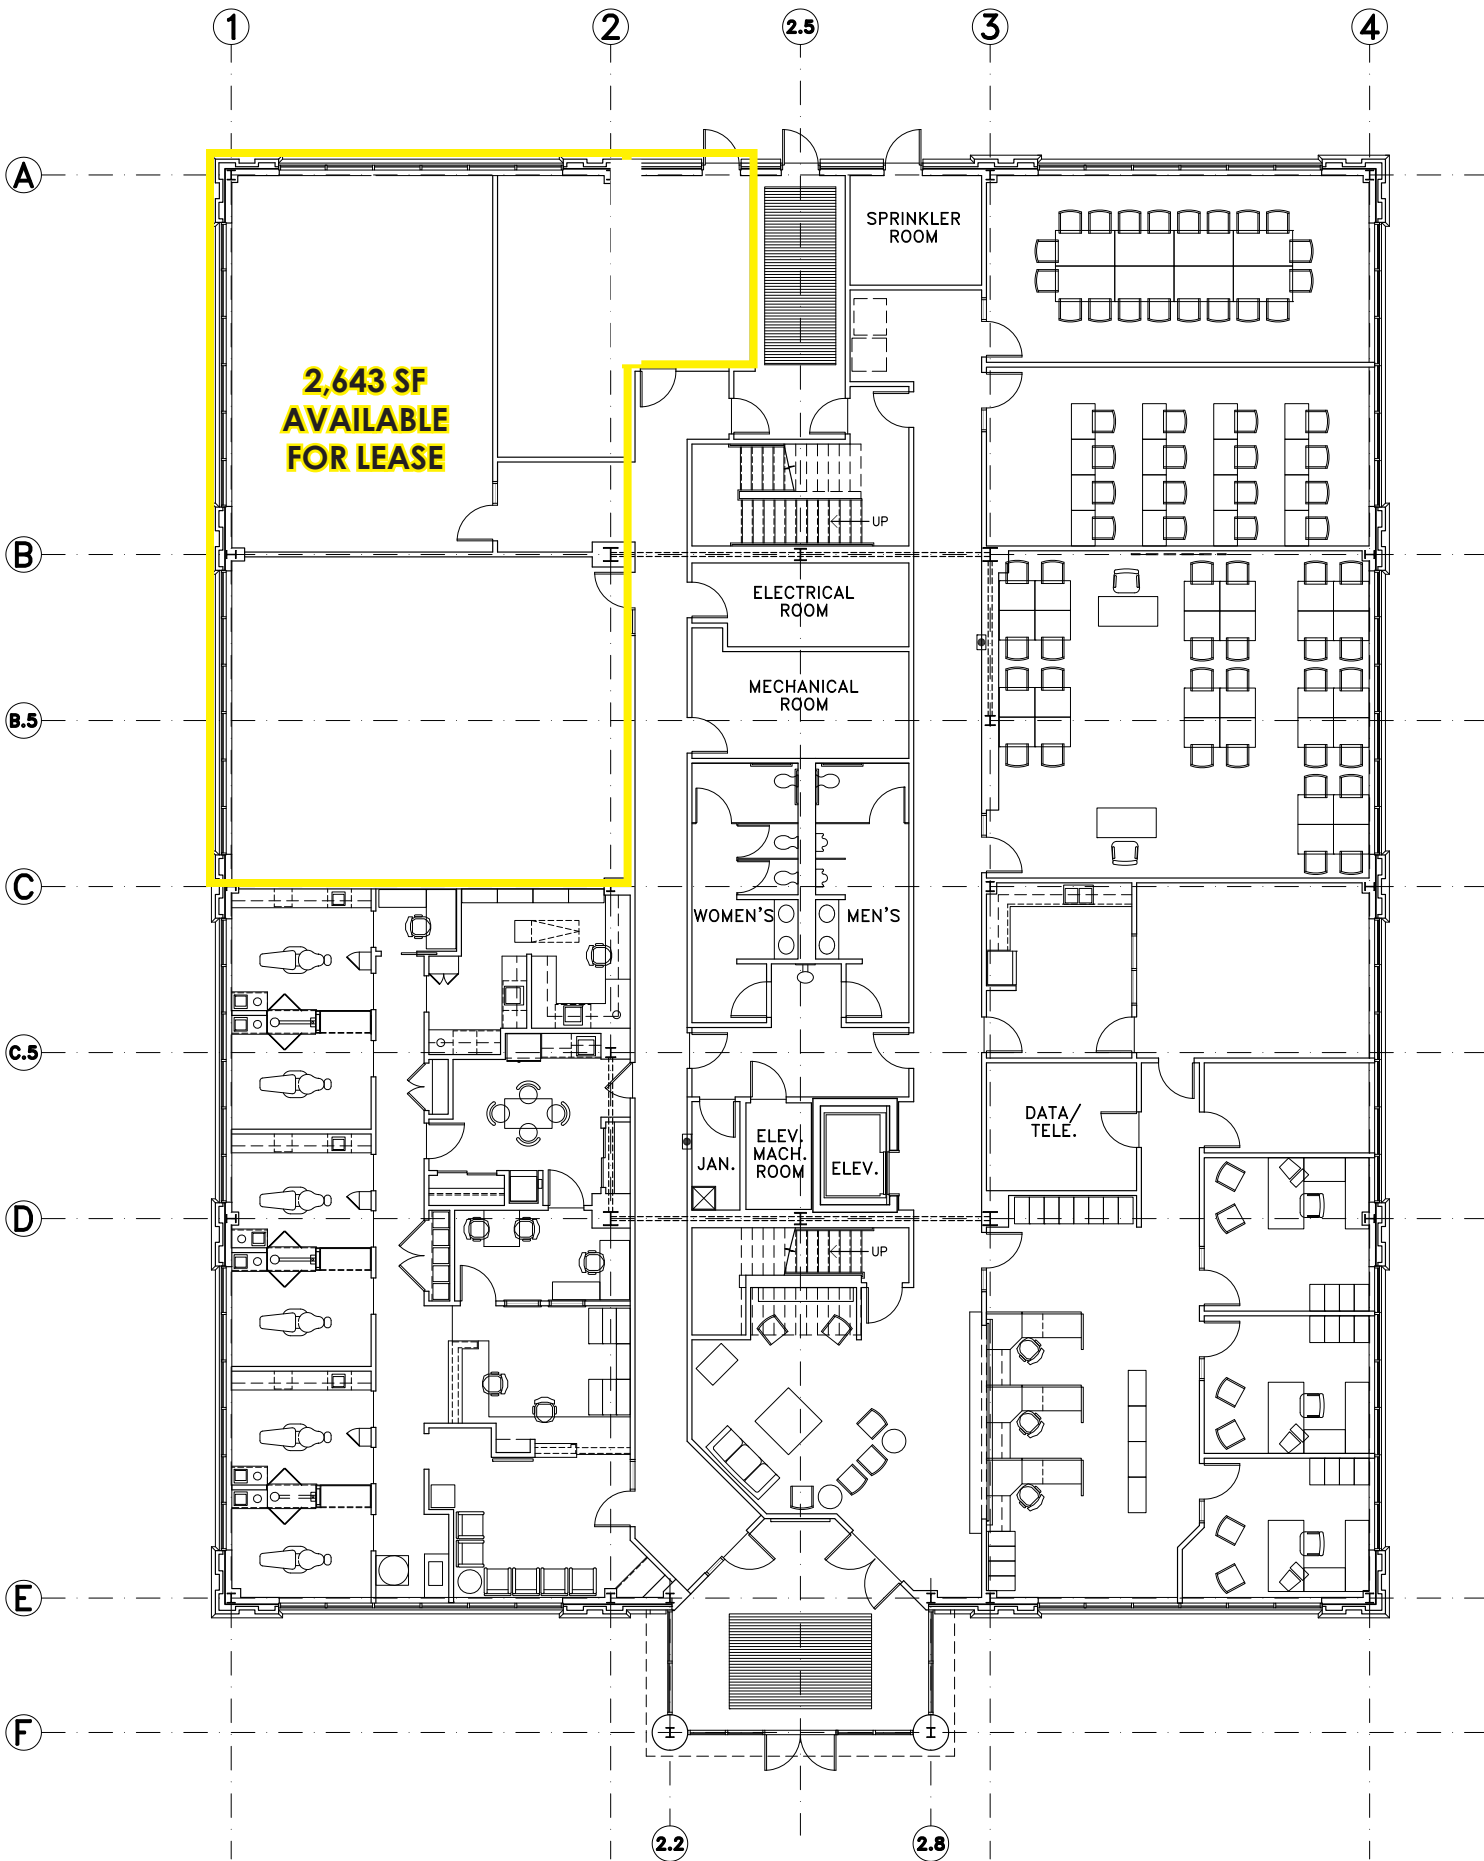 1
2
2.5
3
4
A
SPRINKLER
ROOM
2,643 SF
AVAILABLE
FOR LEASE
UP
B
ELECTRICAL
ROOM
MECHANICAL
ROOM
B.5
C
WOMEN'S
MEN'S
C.5
DATA/
TELE.
JAN.
ELEV.
MACH.
ROOM
ELEV.
D
UP
E
F
2.2
2.8